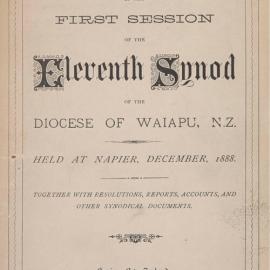 FIRST SESSION
OF THE
Eleventh Synod
OF THE
DIOCESE OF WAIAPU, N.Z.
HELD AT NAPIER, DECEMBER, 1888.
TOGETHER WITH RESOLUTIONS, REPORTS, ACCOUNTS, AND
OTHER SYNODICAL DOCUMENTS.